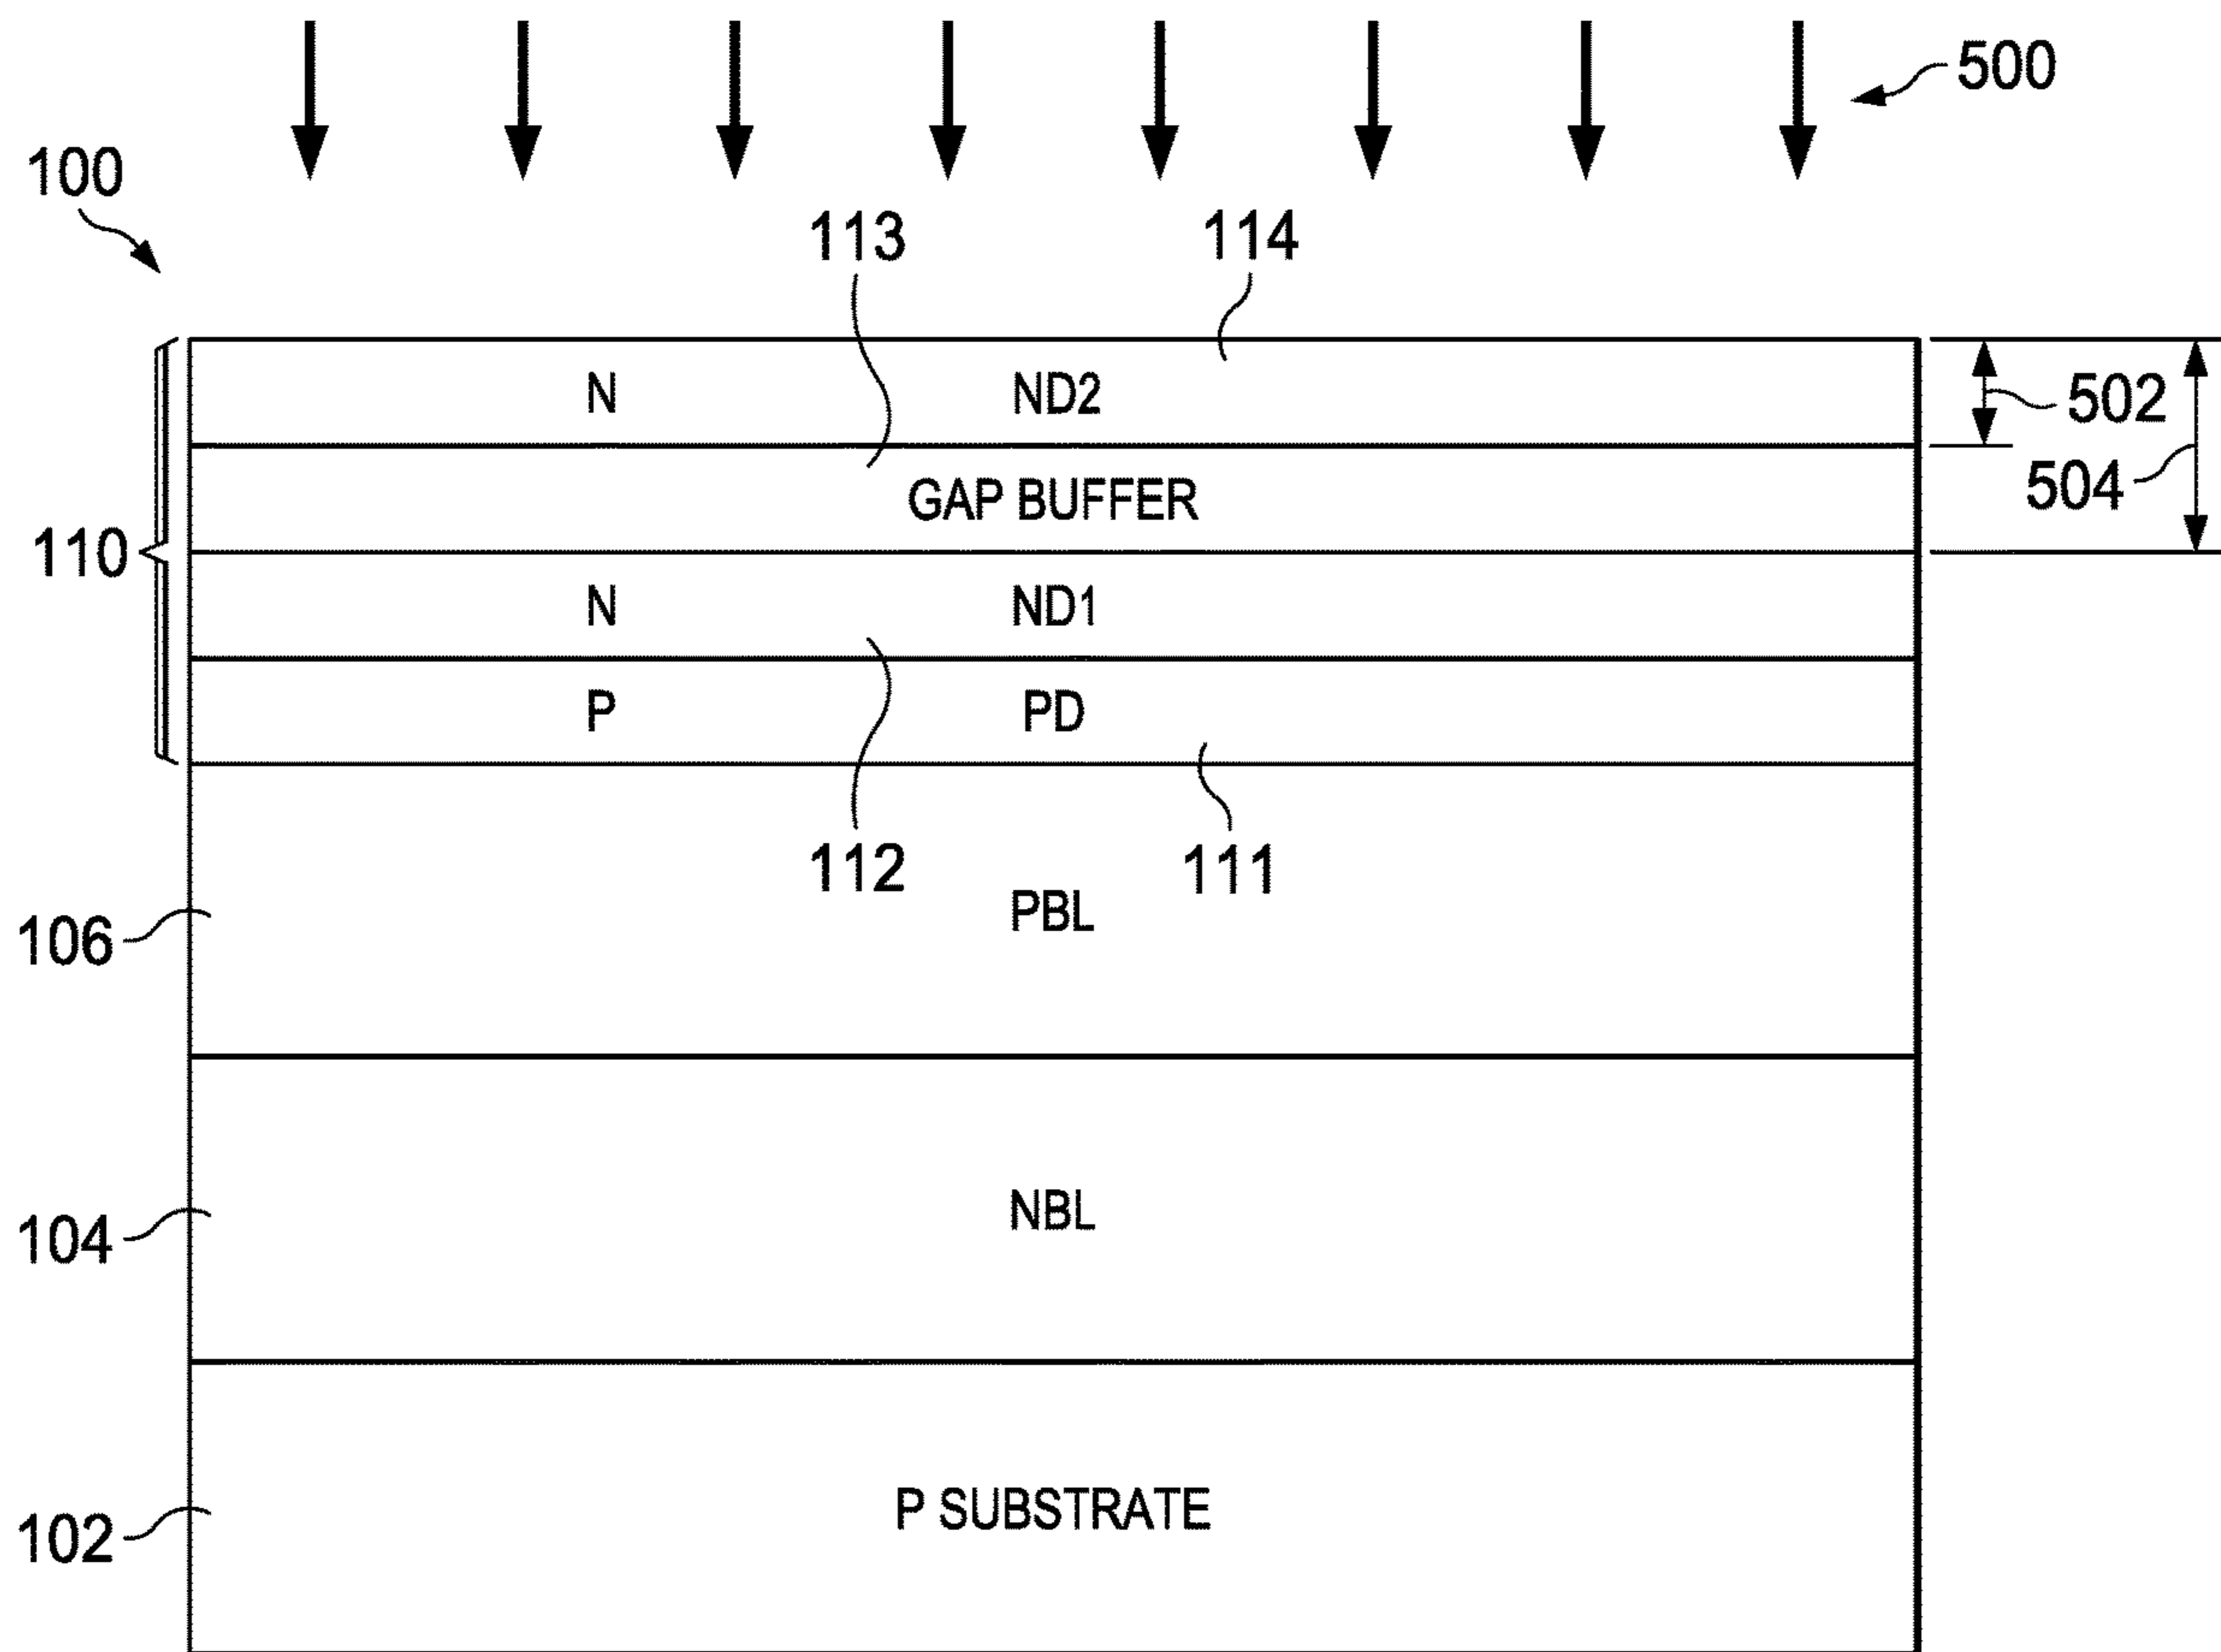 500
100
113 114
N ND2
502
GAP BUFFER
504
110
N ND1
P PD
112 111
PBL
106
NBL
104
P SUBSTRATE
102